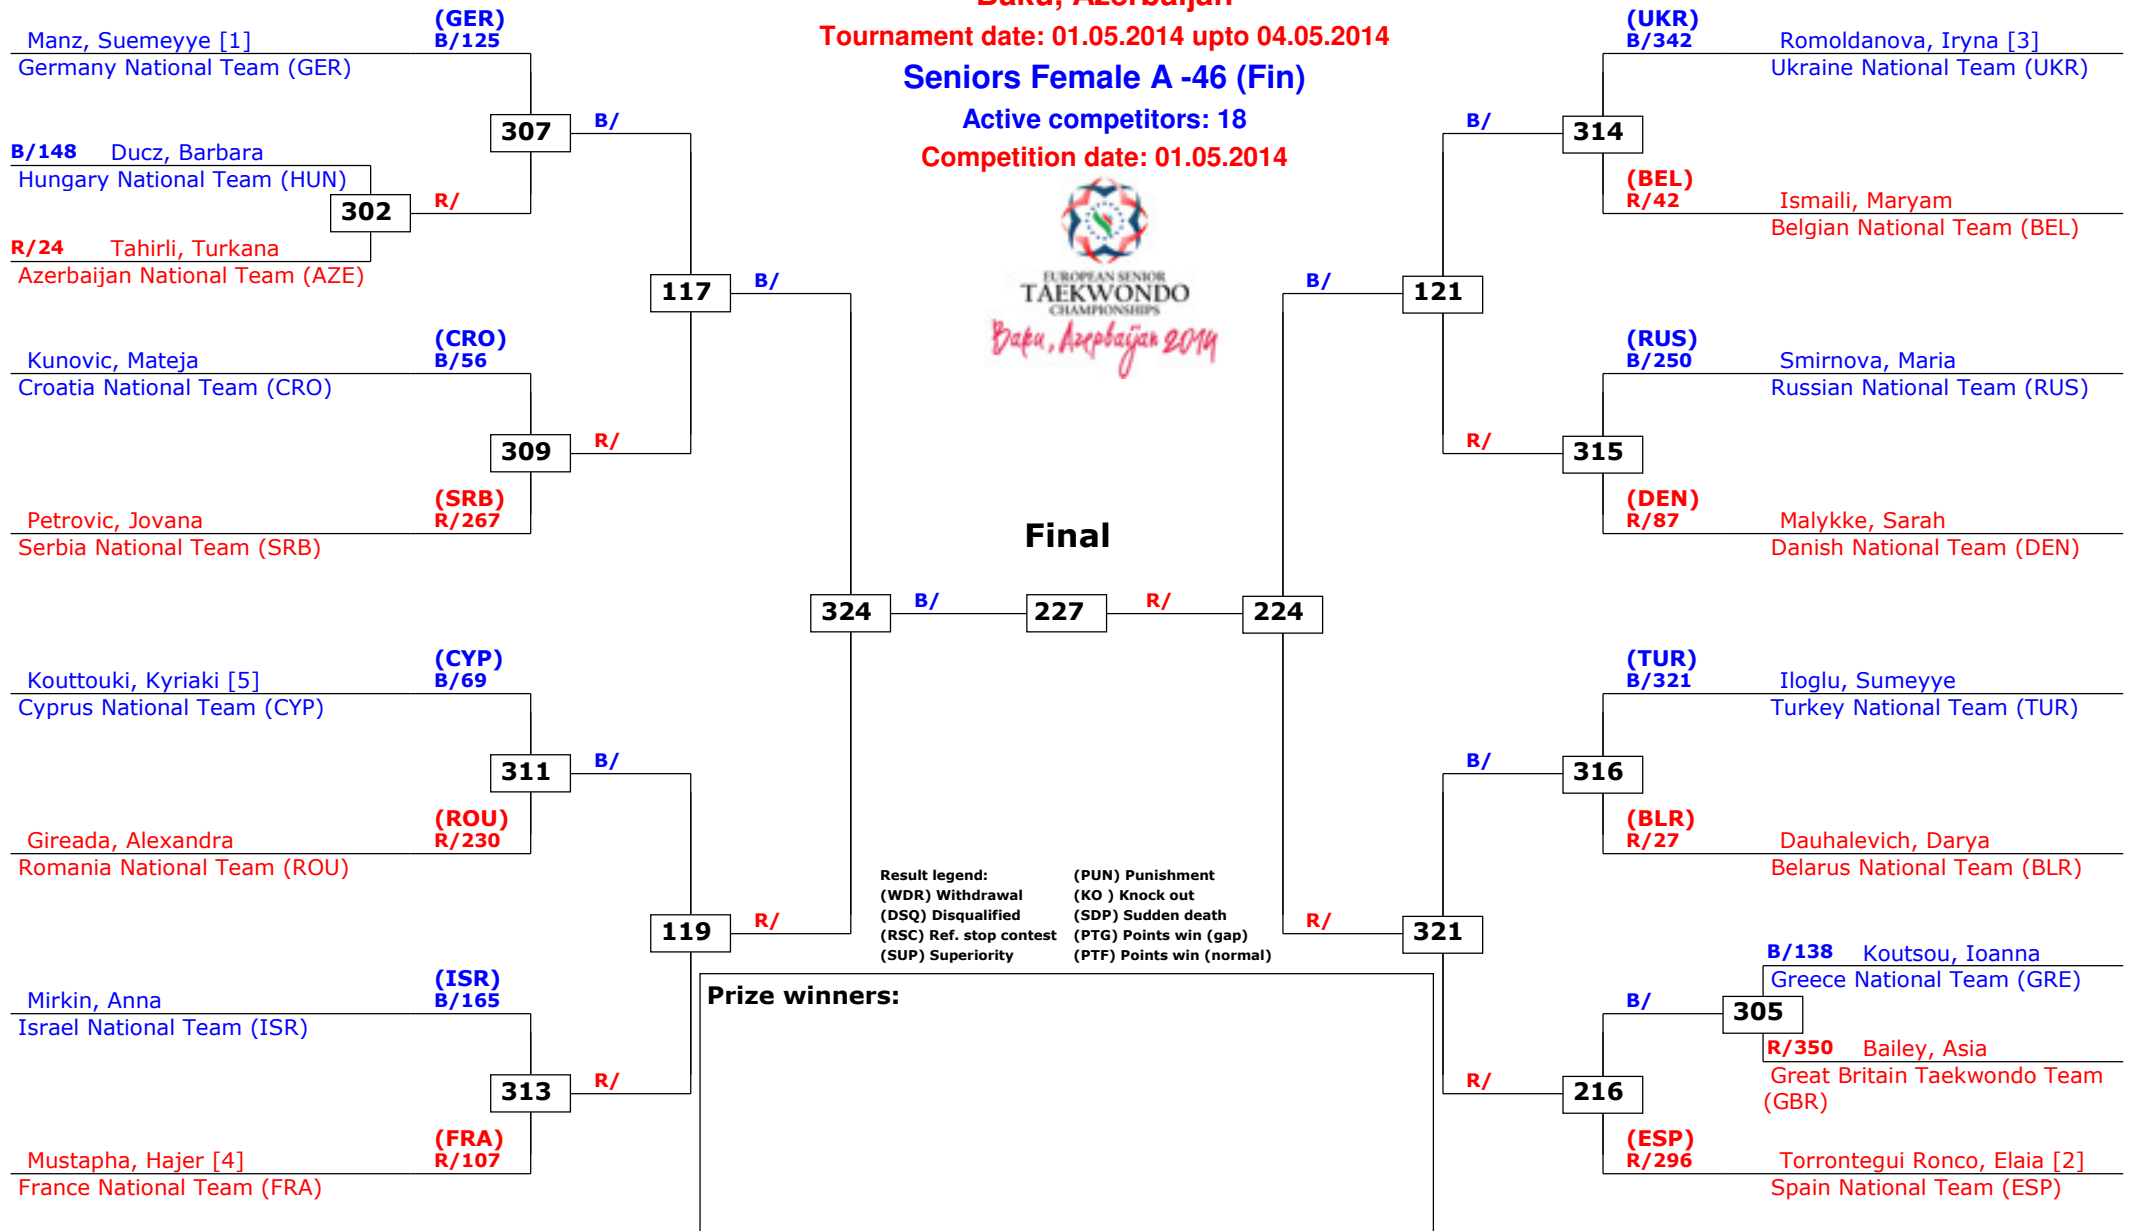 Baku, Azerbaijan
Tournament date: 01.05.2014 upto 04.05.2014
Seniors Female A -46 (Fin)
Active competitors: 18
Competition date: 01.05.2014
EUROPEAN SENIOR
TAEKWONDO
CHAMPIONSHIPS
Baku, Azerbaijan 2014
(GER)
Manz, Suemeyye [1] B/125
Germany National Team (GER)
307 B/
B/148 Ducz, Barbara
Hungary National Team (HUN)
302 R/
R/24 Tahirli, Turkana
Azerbaijan National Team (AZE)
117 B/
(CRO)
Kunovic, Mateja B/56
Croatia National Team (CRO)
309 R/
(SRB)
Petrovic, Jovana R/267
Serbia National Team (SRB)
324 B/
(CYP)
Kouttouki, Kyriaki [5] B/69
Cyprus National Team (CYP)
311 B/
(ROU)
Gireada, Alexandra R/230
Romania National Team (ROU)
119 R/
(ISR)
Mirkin, Anna B/165
Israel National Team (ISR)
313 R/
(FRA)
Mustapha, Hajer [4] R/107
France National Team (FRA)
Final
227
(UKR)
B/342 Romoldanova, Iryna [3]
Ukraine National Team (UKR)
B/ 314
(BEL)
R/42 Ismaili, Maryam
Belgian National Team (BEL)
B/ 121
(RUS)
B/250 Smirnova, Maria
Russian National Team (RUS)
R/ 315
(DEN)
R/87 Malykke, Sarah
Danish National Team (DEN)
R/ 224
(TUR)
B/321 Iloglu, Sumeyye
Turkey National Team (TUR)
B/ 316
(BLR)
R/27 Dauhalevich, Darya
Belarus National Team (BLR)
R/ 321
B/138 Koutsou, Ioanna
Greece National Team (GRE)
B/ 305
R/350 Bailey, Asia
Great Britain Taekwondo Team
(GBR)
R/ 216
(ESP)
R/296 Torrontegui Ronco, Elaia [2]
Spain National Team (ESP)
Result legend: (PUN) Punishment
(WDR) Withdrawal (KO ) Knock out
(DSQ) Disqualified (SDP) Sudden death
(RSC) Ref. stop contest (PTG) Points win (gap)
(SUP) Superiority (PTF) Points win (normal)
Prize winners: